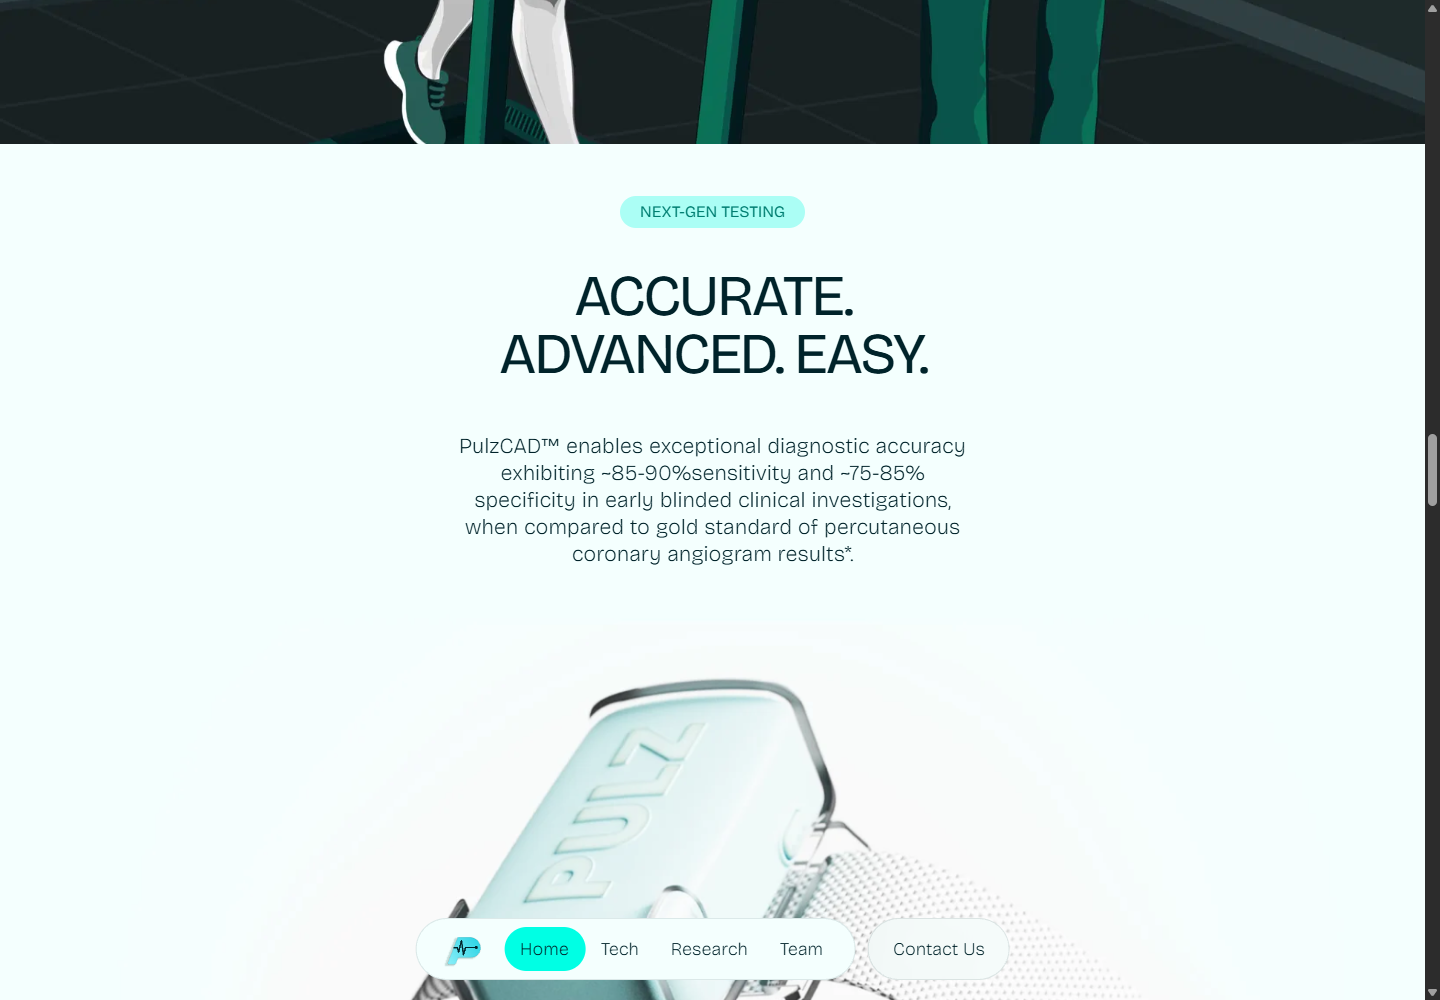 NEXT-GEN TESTING
ACCURATE.
ADVANCED. EASY.
PulzCAD™ enables exceptional diagnostic accuracy
exhibiting ~85-90%sensitivity and ~75-85%
specificity in early blinded clinical investigations,
when compared to gold standard of percutaneous
coronary angiogram results*.
PULZ
Home
Tech
Research
Team
Contact Us